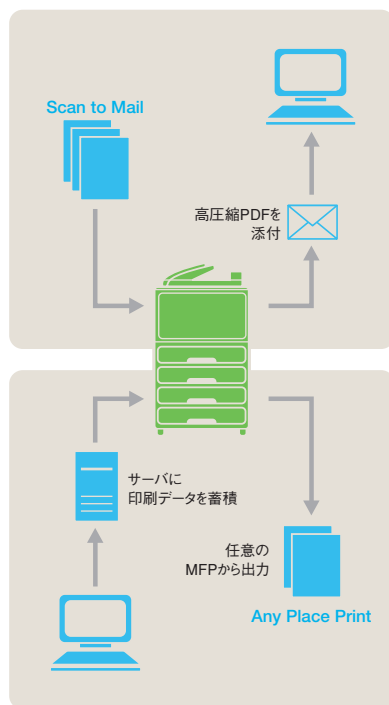 Scan to Mail
高圧縮PDFを
添付
サーバに
印刷データを蓄積
任意の
MFPから出力
Any Place Print